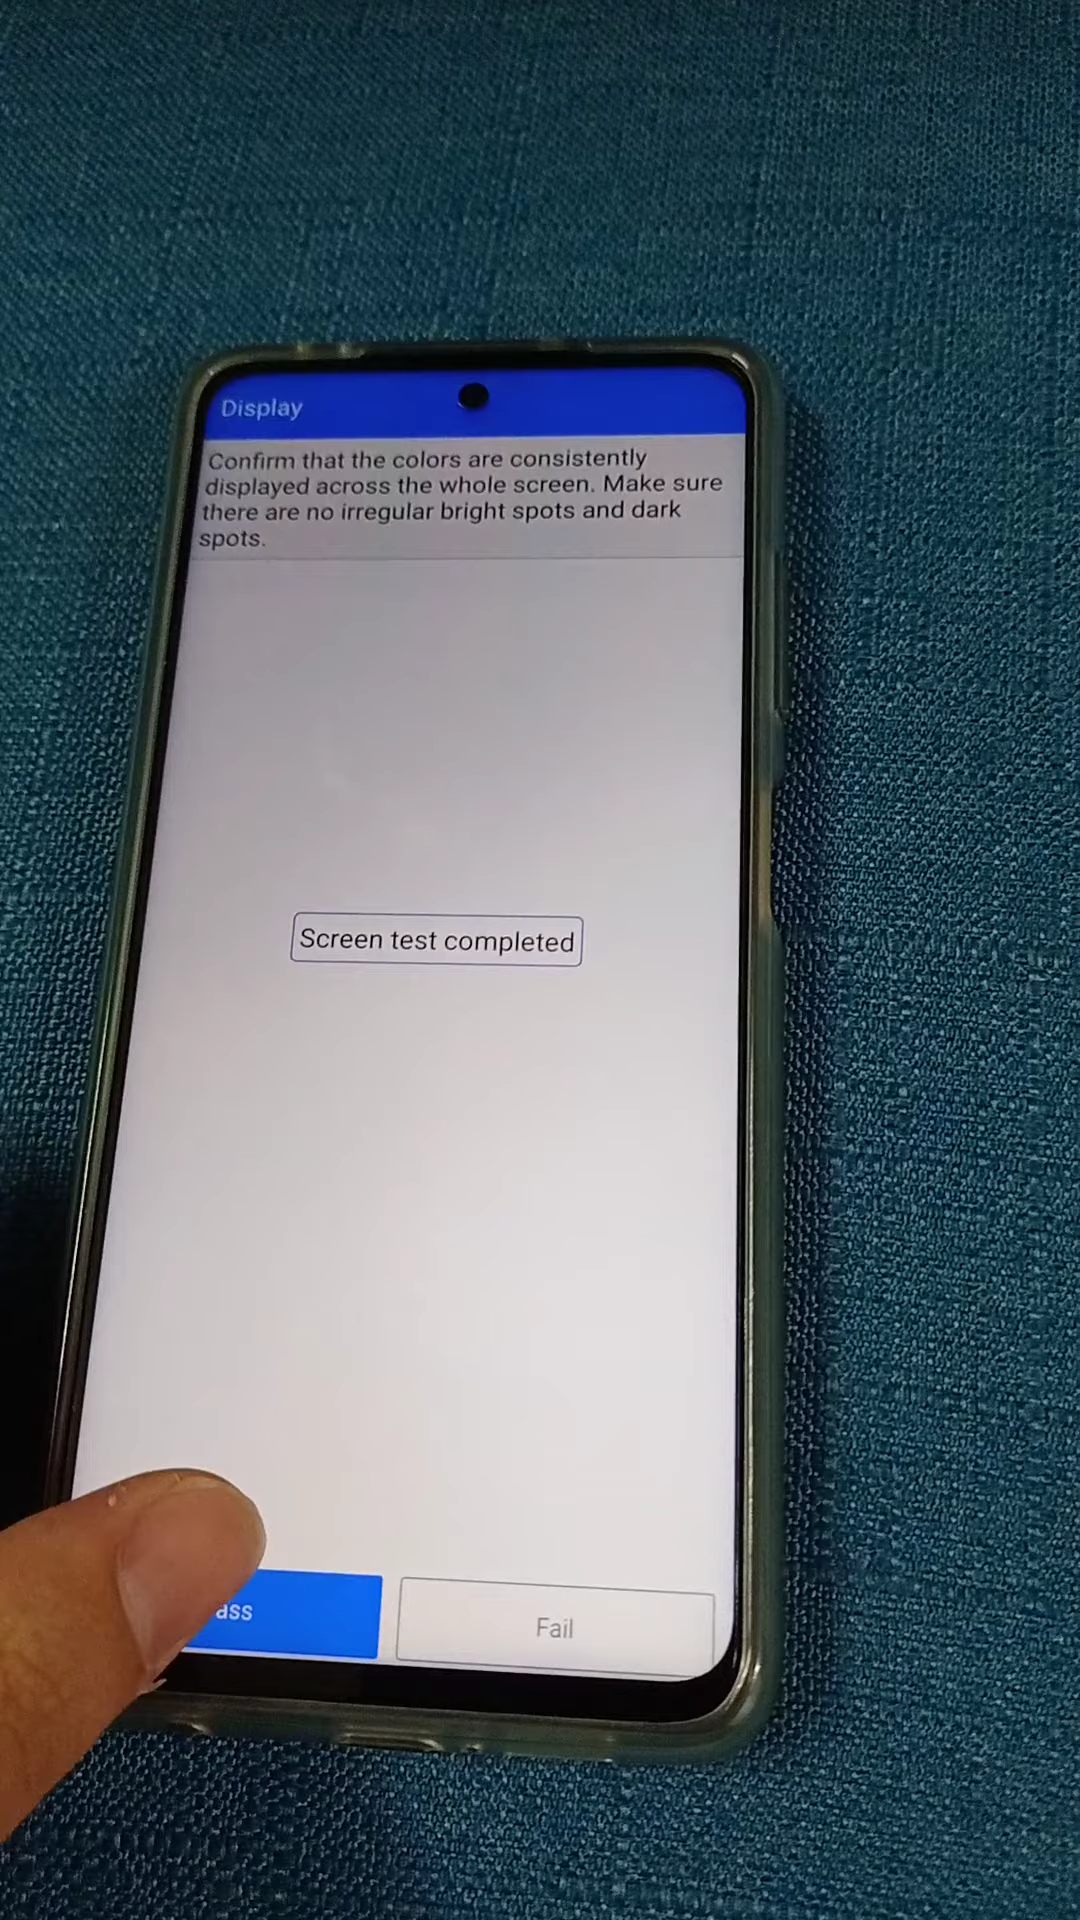 Display
Confirm that the colors are consistently
displayed across the whole screen. Make sure
there are no irregular bright spots and dark
spots.
Screen test completed
ass
Fail